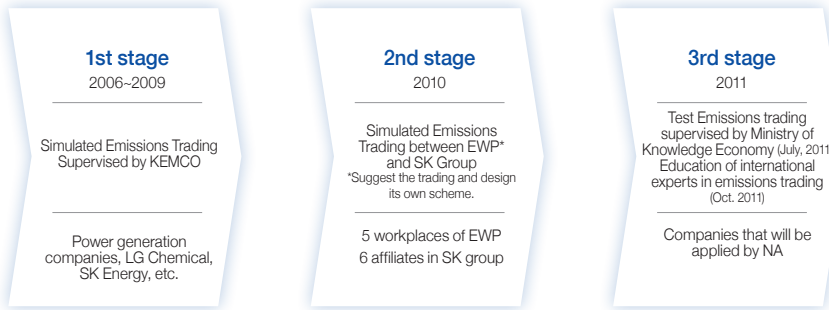 1st stage
2006~2009
Simulated Emissions Trading
Supervised by KEMCO
Power generation
companies, LG Chemical,
SK Energy, etc.
2nd stage
2010
Simulated Emissions
Trading between EWP*
and SK Group
*Suggest the trading and design
its own scheme.
5 workplaces of EWP
6 affiliates in SK group
3rd stage
2011
Test Emissions trading
supervised by Ministry of
Knowledge Economy (July, 2011
Education of international
experts in emissions trading
(Oct. 2011)
Companies that will be
applied by NA